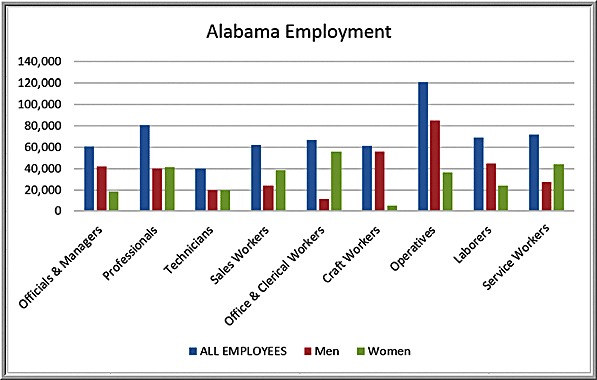 Alabama Employment
140,000
120,000
100,000
80,000
60,000
40,000
20,000
0
Officials & Managers
Professionals
Technicians
Sales Workers
Office & Clerical Workers
Craft Workers
Operatives
Laborers
Service Workers
ALL EMPLOYEES Men Women